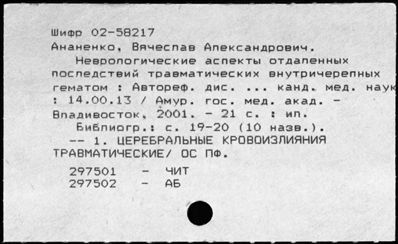 Шифр 02-58217
Ананенко, Вячеслав Александрович.
Неврологические аспекты отдаленных
последствий травматических внутричерепных
гематом : Автореф. дис. ... канд. мед. наук
: 14.00.13 / Амур. гос. мед. акад. -
Владивосток, 2001. - 21 с. : ил.
Библиогр.: с. 19-20 (10 назв.).
-- 1. ЦЕРЕБРАЛЬНЫЕ КРОВОИЗЛИЯНИЯ
ТРАВМАТИЧЕСКИЕ/ ОС ПФ.
297501 - ЧИТ
297502 - АБ